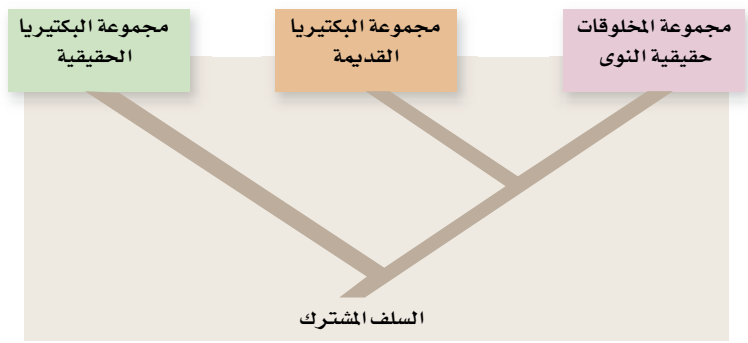 مجموعة المخلوقات
حقيقية النوى
مجموعة البكتيريا
القديمة
مجموعة البكتيريا
الحقيقية
السلف المشترك